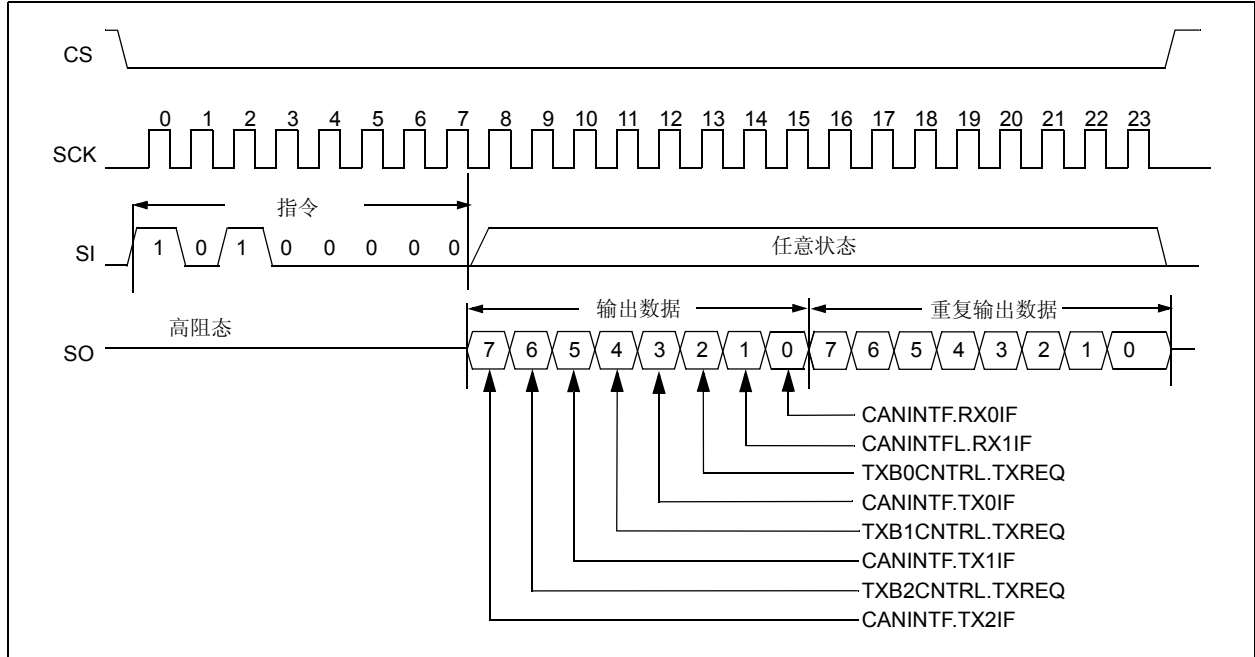 CS
0 1 2 3 4 5 6 7 8 9 10 11 12 13 14 15 16 17 18 19 20 21 22 23
SCK
指令
SI 1 0 1 0 0 0 0 0 任意状态
输出数据 重复输出数据
高阻态
SO 7 6 5 4 3 2 1 0 7 6 5 4 3 2 1 0
CANINTF.RX0IF
CANINTFL.RX1IF
TXB0CNTRL.TXREQ
CANINTF.TX0IF
TXB1CNTRL.TXREQ
CANINTF.TX1IF
TXB2CNTRL.TXREQ
CANINTF.TX2IF